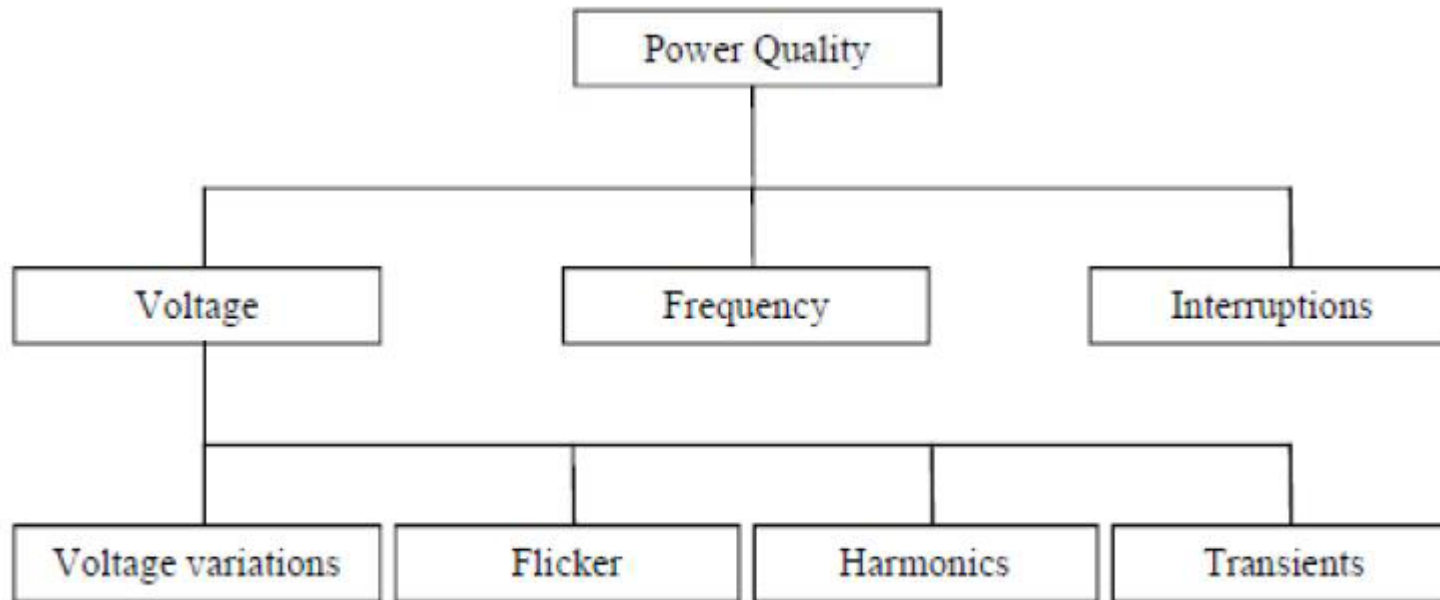 Power Quality
Voltage
Frequency
Interruptions
Voltage variations
Flicker
Harmonics
Transients